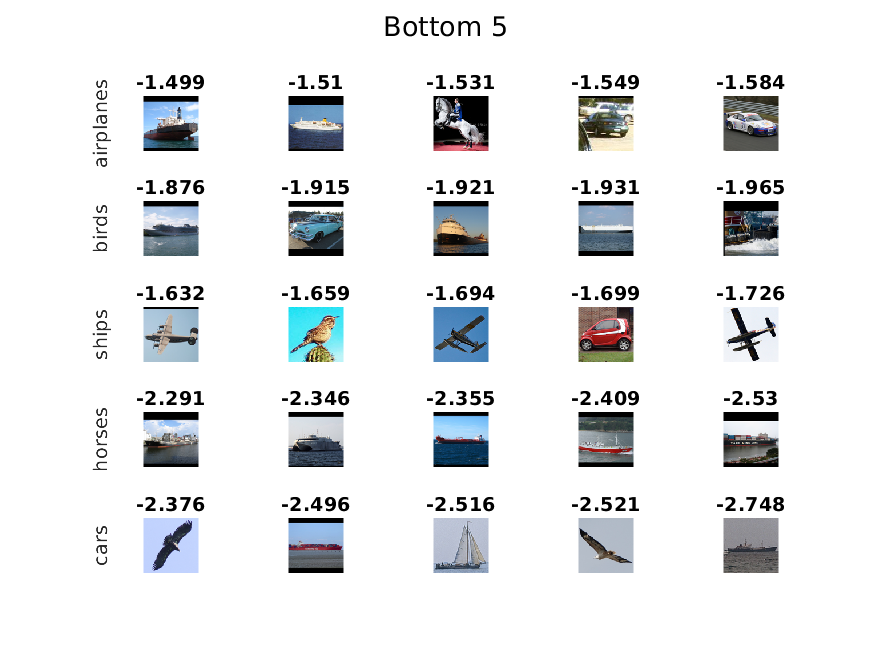 Bottom 5
airplanes
-1.499 -1.51 -1.531 -1.549 -1.584
birds
-1.876 -1.915 -1.921 -1.931 -1.965
ships
-1.632 -1.659 -1.694 -1.699 -1.726
horses
-2.291 -2.346 -2.355 -2.409 -2.53
cars
-2.376 -2.496 -2.516 -2.521 -2.748